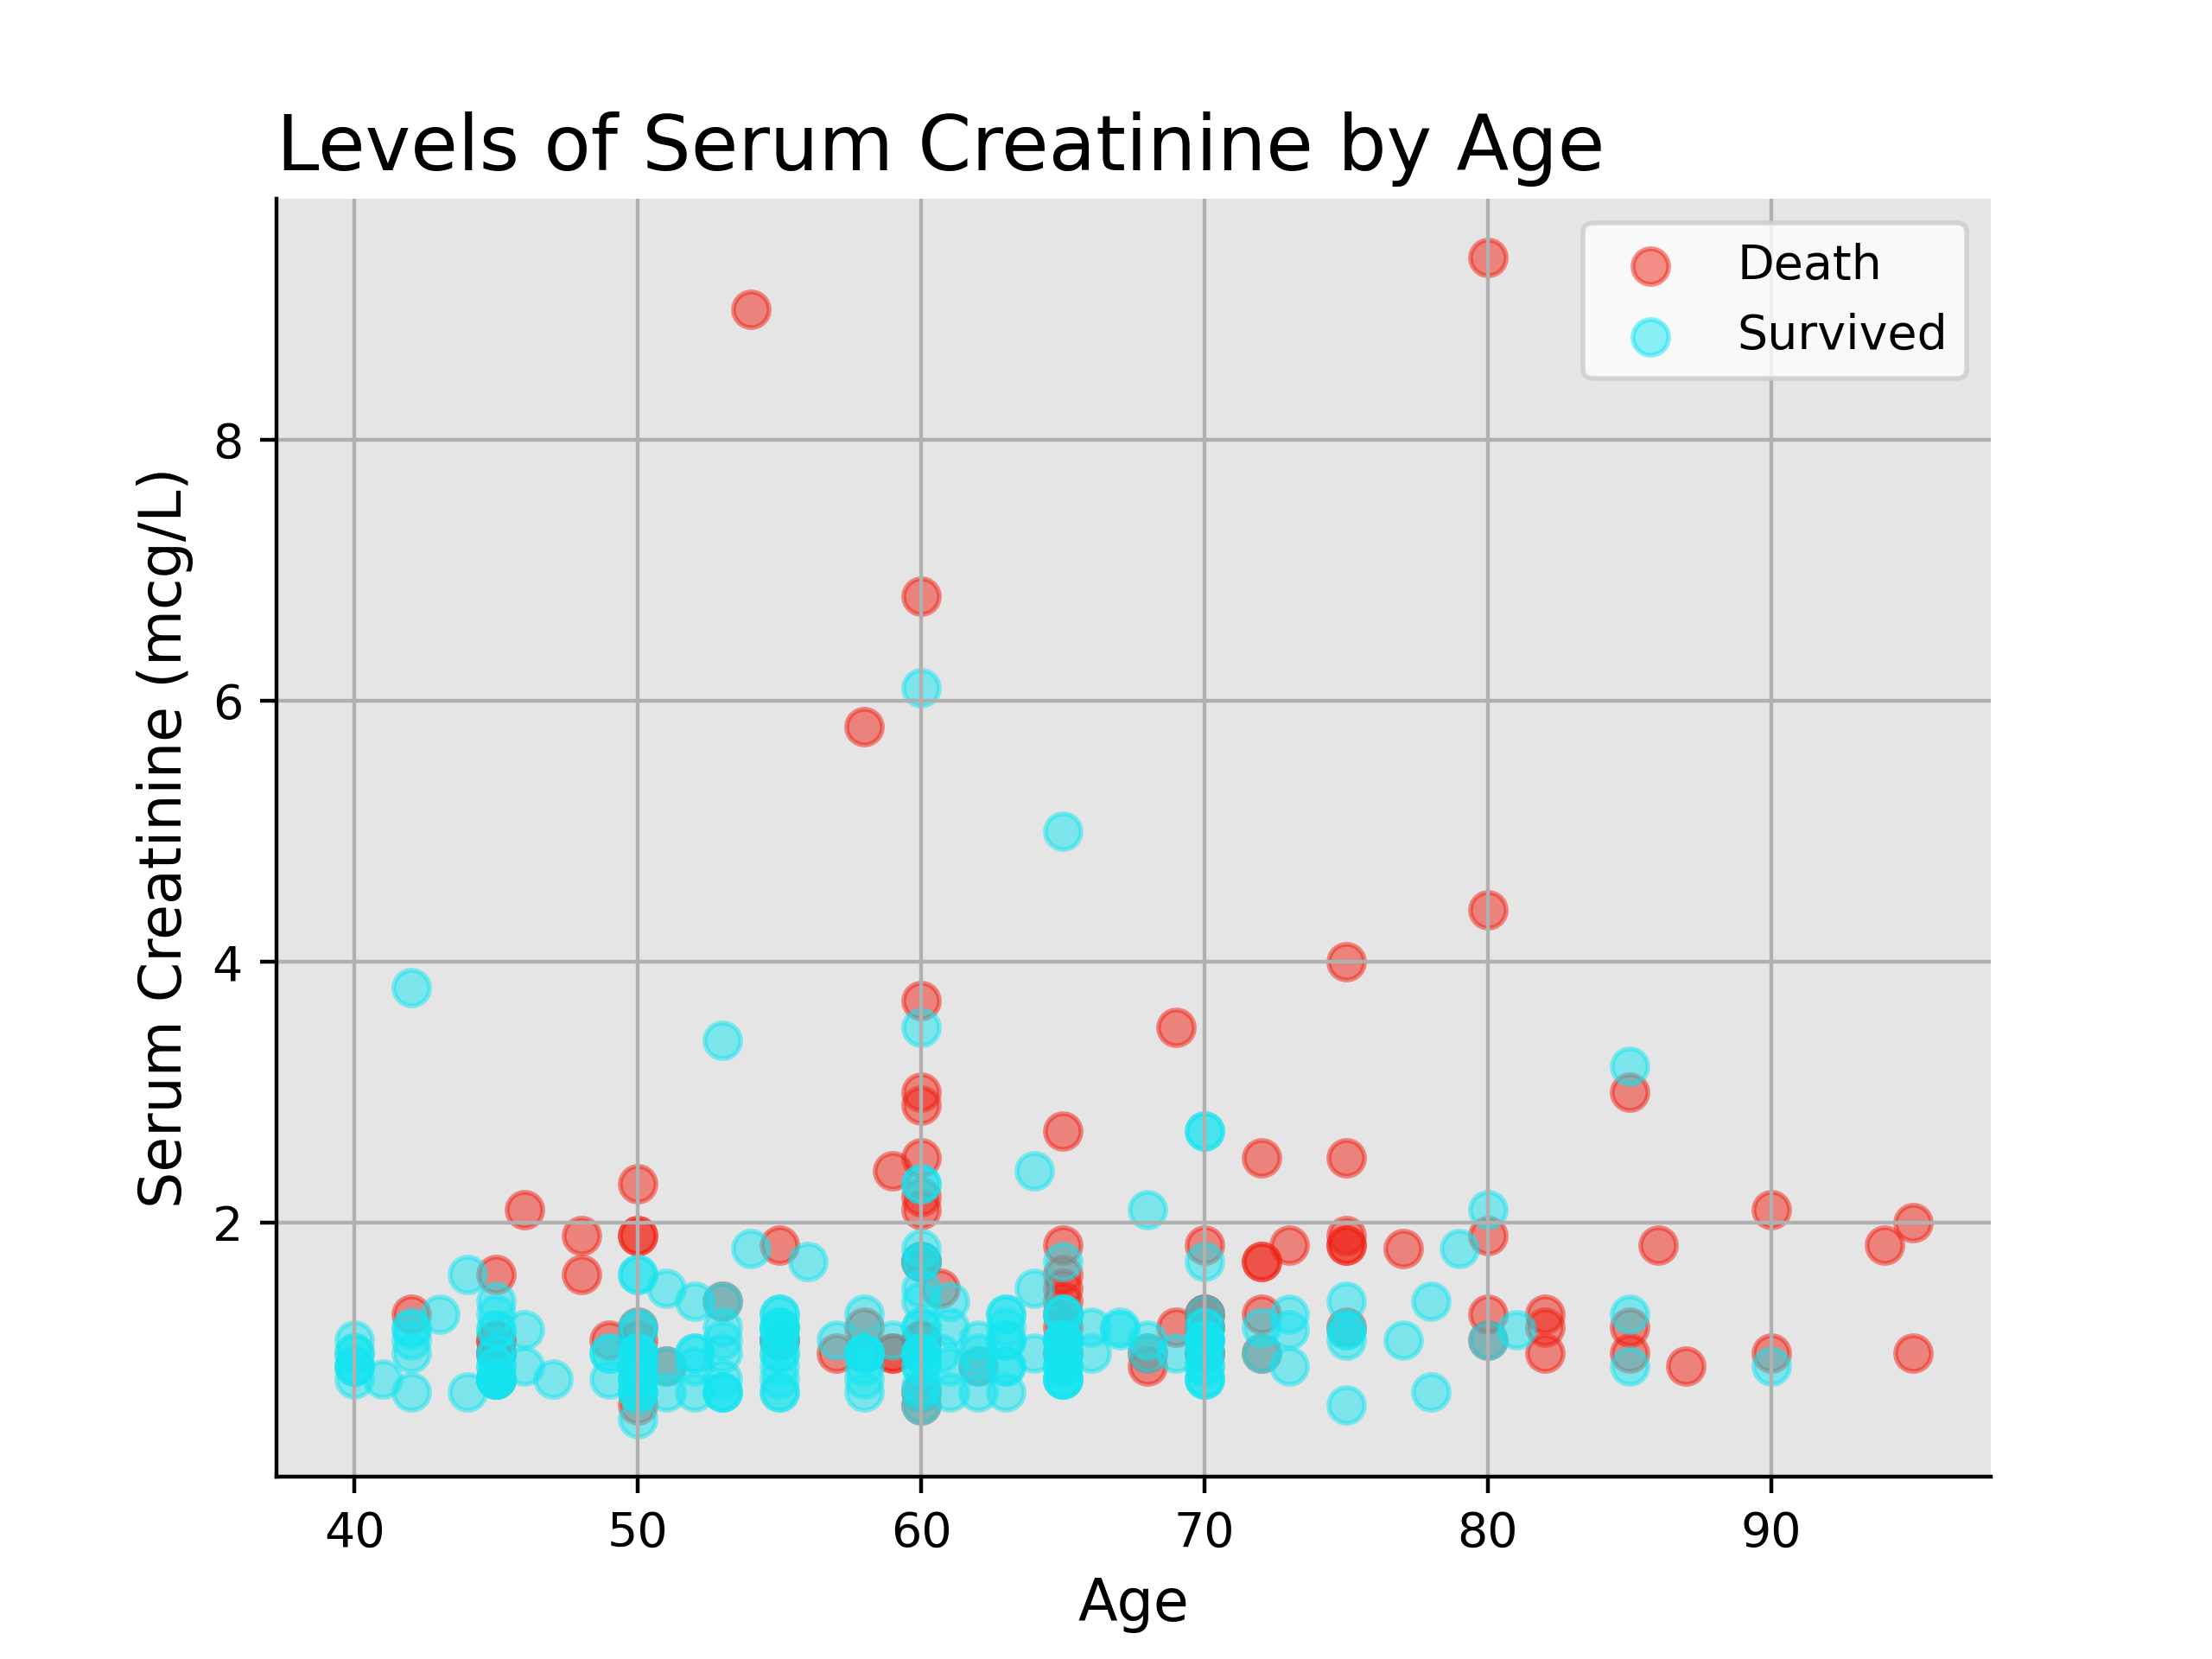 Levels of Serum Creatinine by Age
Death
Survived
Serum Creatinine (mcg/L)
8
6
4
2
40 50 60 70 80 90
Age